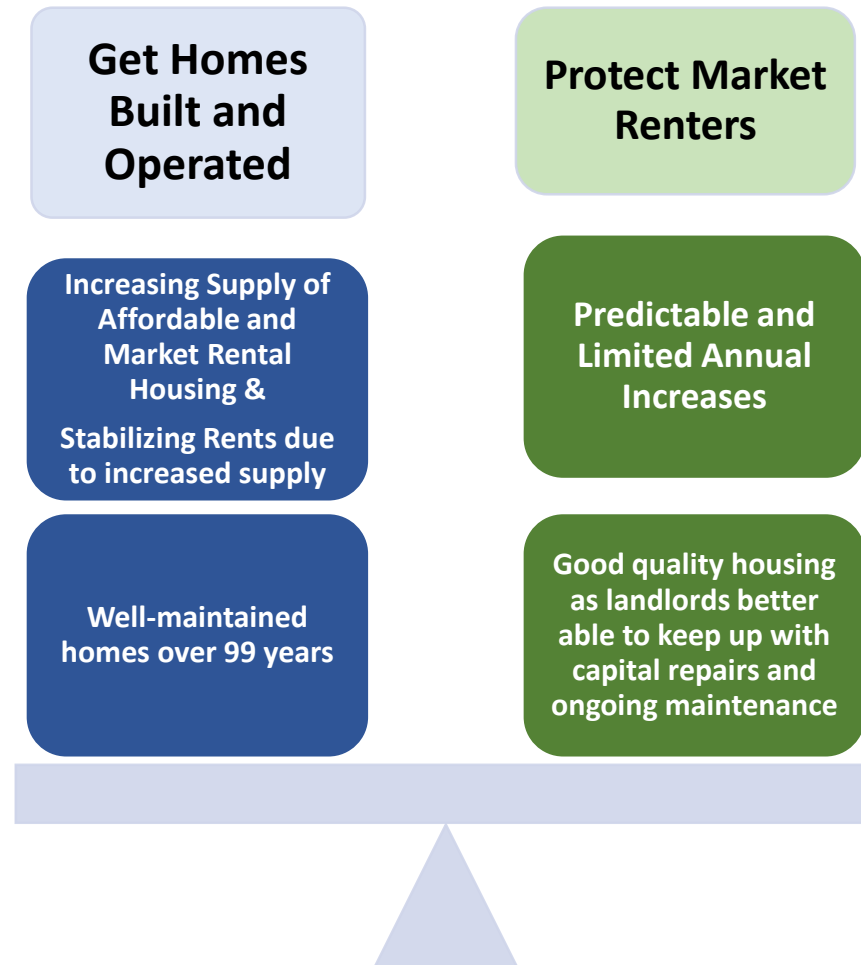 Get Homes
Built and
Operated
Protect Market
Renters
Increasing Supply of
Affordable and
Market Rental
Housing &
Stabilizing Rents due
to increased supply
Predictable and
Limited Annual
Increases
Well-maintained
homes over 99 years
Good quality housing
as landlords better
able to keep up with
capital repairs and
ongoing maintenance